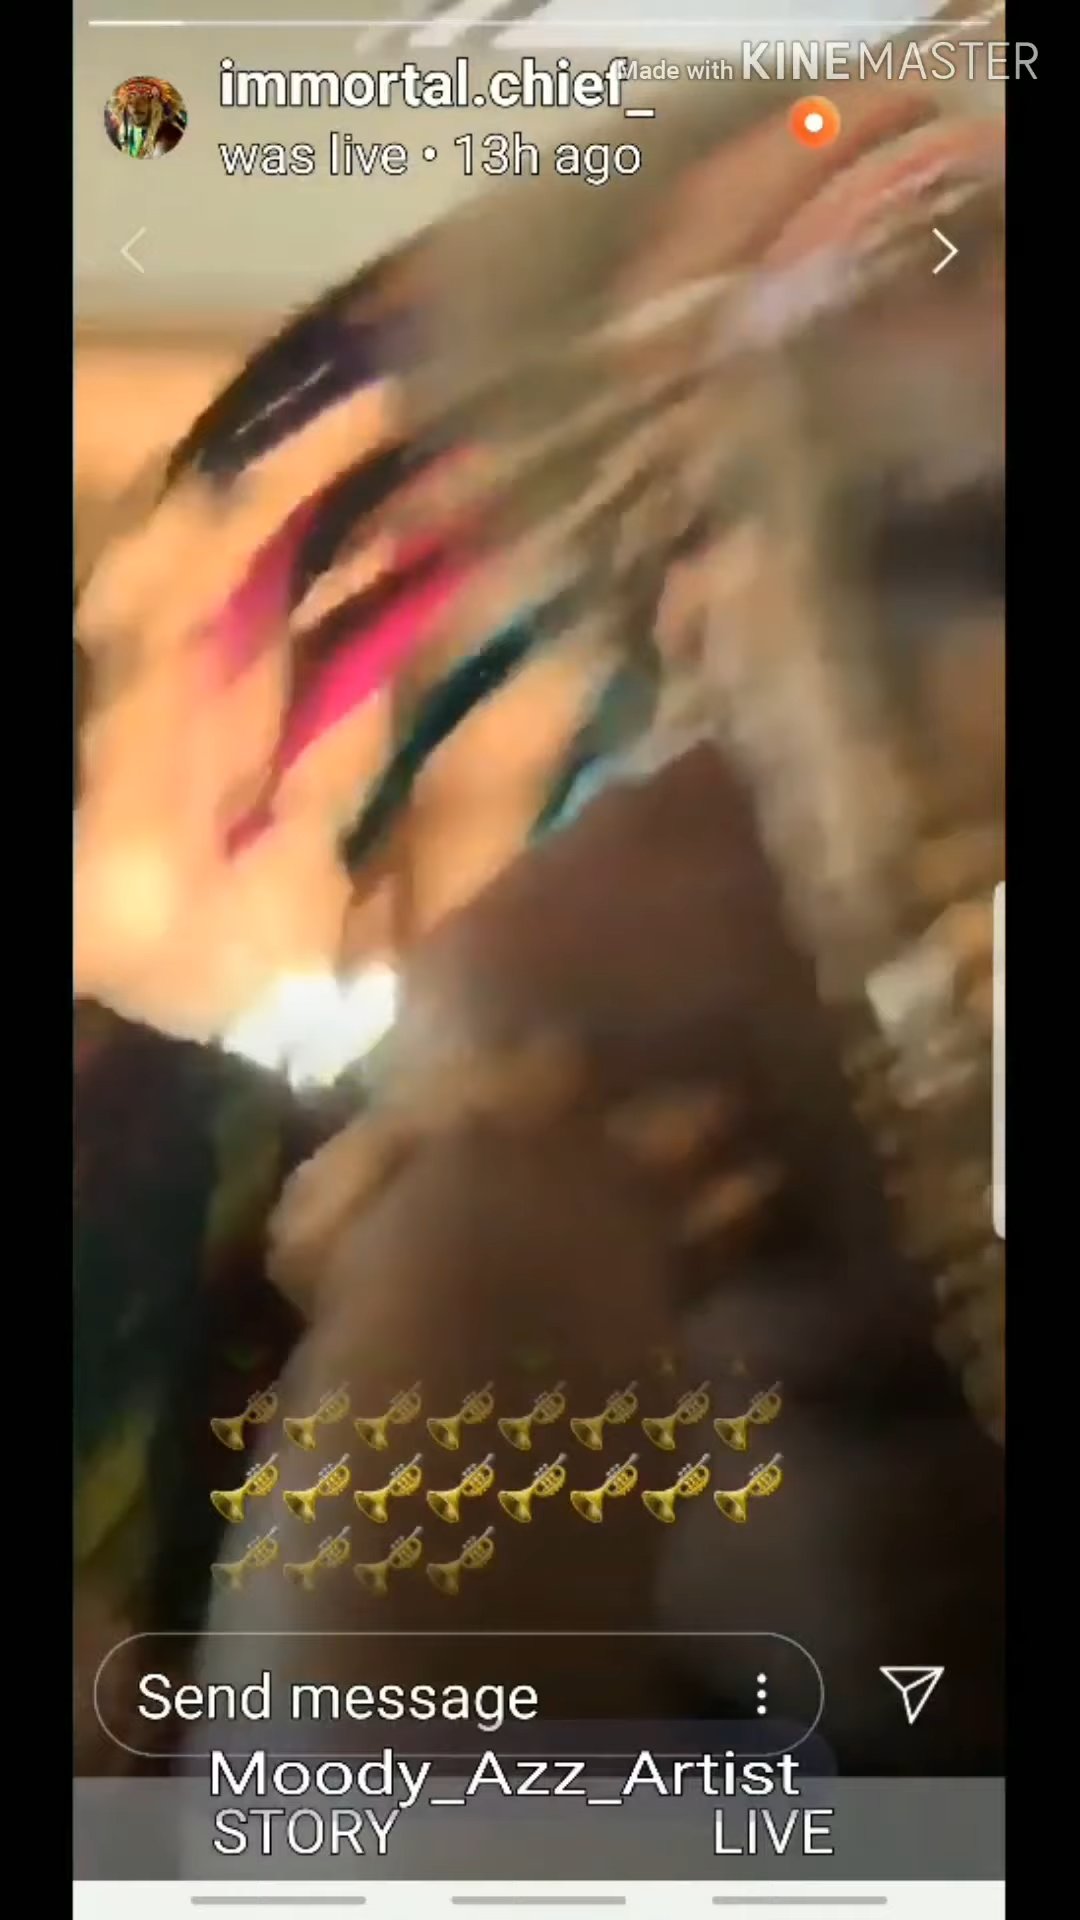 Made with KINEMASTER
immortal.chief_
was live • 13h ago
Send message
Moody_Azz_Artist
STORY LIVE